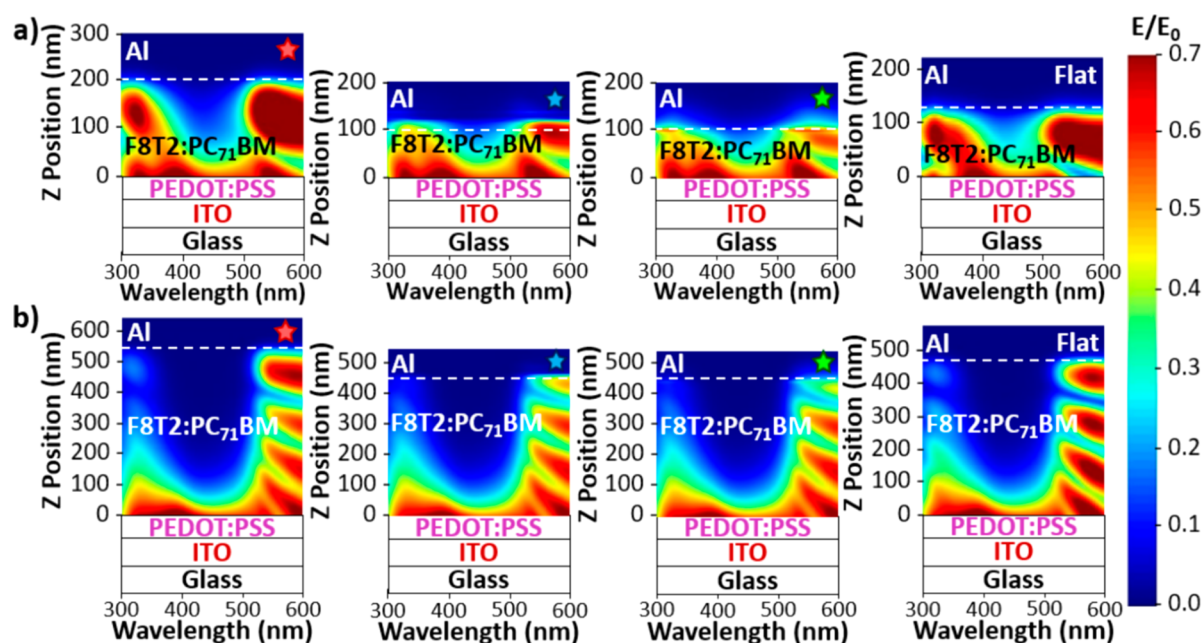 a)
Z Position (nm)
300
200
100
0
Al
F8T2:PC₇₁BM
PEDOT:PSS
ITO
Glass
300 400 500 600
Wavelength (nm)
Z Position (nm)
200
100
0
Al
F8T2:PC₇₁BM
PEDOT:PSS
ITO
Glass
300 400 500 600
Wavelength (nm)
Z Position (nm)
200
100
0
Al
F8T2:PC₇₁BM
PEDOT:PSS
ITO
Glass
300 400 500 600
Wavelength (nm)
Z Position (nm)
200
100
0
Al Flat
F8T2:PC₇₁BM
PEDOT:PSS
ITO
Glass
300 400 500 600
Wavelength (nm)
b)
Z Position (nm)
600
500
400
300
200
100
0
Al
F8T2:PC₇₁BM
PEDOT:PSS
ITO
Glass
300 400 500 600
Wavelength (nm)
Z Position (nm)
500
400
300
200
100
0
Al
F8T2:PC₇₁BM
PEDOT:PSS
ITO
Glass
300 400 500 600
Wavelength (nm)
Z Position (nm)
500
400
300
200
100
0
Al
F8T2:PC₇₁BM
PEDOT:PSS
ITO
Glass
300 400 500 600
Wavelength (nm)
Z Position (nm)
500
400
300
200
100
0
Al Flat
F8T2:PC₇₁BM
PEDOT:PSS
ITO
Glass
300 400 500 600
Wavelength (nm)
E/E₀
0.7
0.6
0.5
0.4
0.3
0.2
0.1
0.0